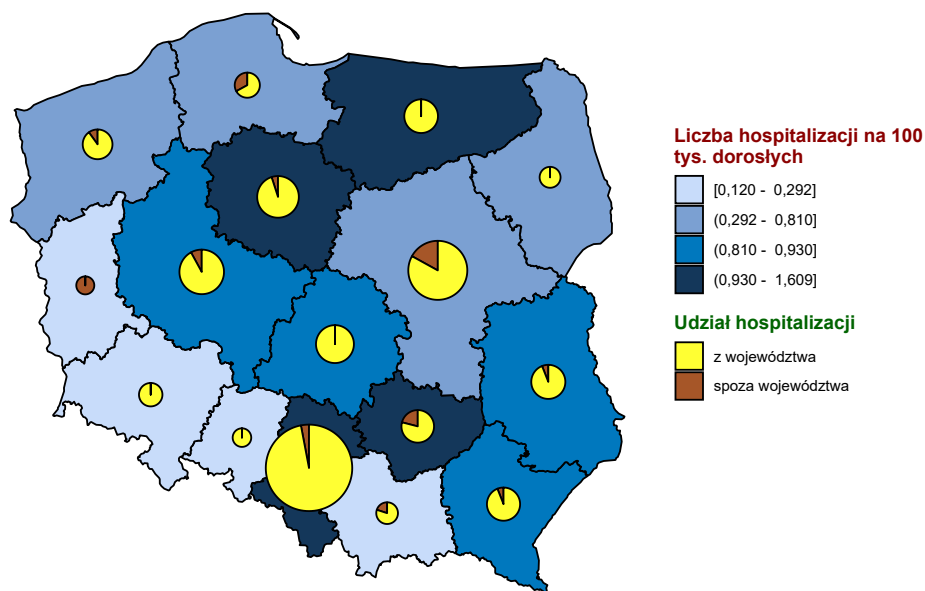 Liczba hospitalizacji na 100
tys. dorosłych
[0,120 - 0,292]
(0,292 - 0,810]
(0,810 - 0,930]
(0,930 - 1,609]
Udział hospitalizacji
z województwa
spoza województwa